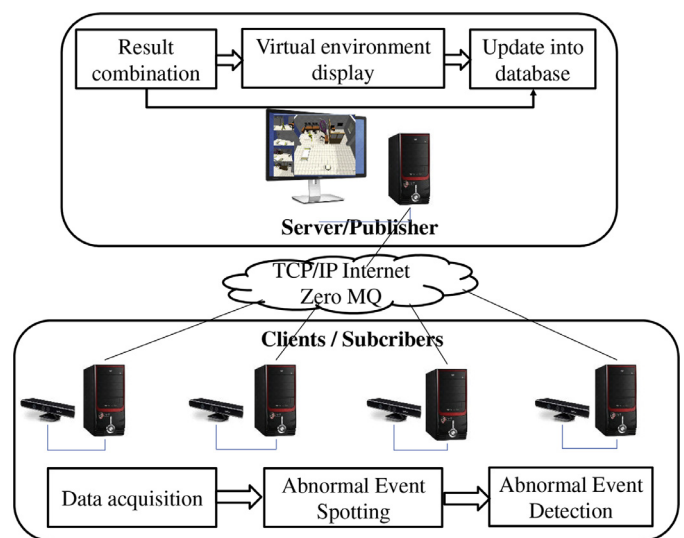 Result
combination
Virtual environment
display
Update into
database
Server/Publisher
TCP/IP Internet
Zero MQ
Clients / Subcribers
Data acquisition
Abnormal Event
Spotting
Abnormal Event
Detection